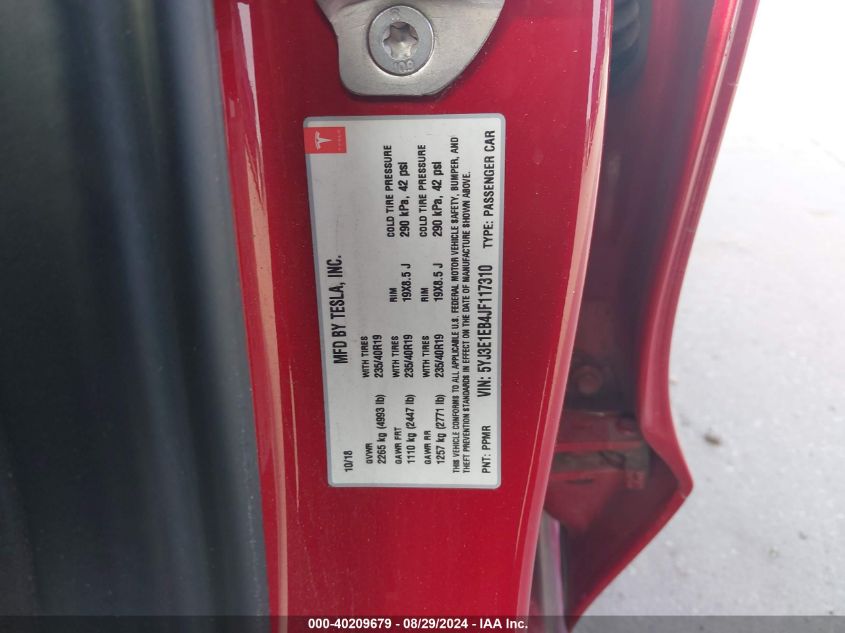 10.9
TESLA
MFD BY TESLA, INC.
10/18
GVWR WITH TIRES RIM COLD TIRE PRESSURE
2265 kg (4993 lb) 235/40R19 19X8.5 J 290 kPa, 42 psi
GAWR FRT WITH TIRES RIM COLD TIRE PRESSURE
1110 kg (2447 lb) 235/40R19 19X8.5 J 290 kPa, 42 psi
GAWR RR WITH TIRES
1257 kg (2771 lb) 235/40R19
THIS VEHICLE CONFORMS TO ALL APPLICABLE U.S. FEDERAL MOTOR VEHICLE SAFETY, BUMPER, AND
THEFT PREVENTION STANDARDS IN EFFECT ON THE DATE OF MANUFACTURE SHOWN ABOVE.
PNT: PPMR VIN: 5YJ3E1EB4JF117310 TYPE: PASSENGER CAR
000-40209679 - 08/29/2024 - IAA Inc.